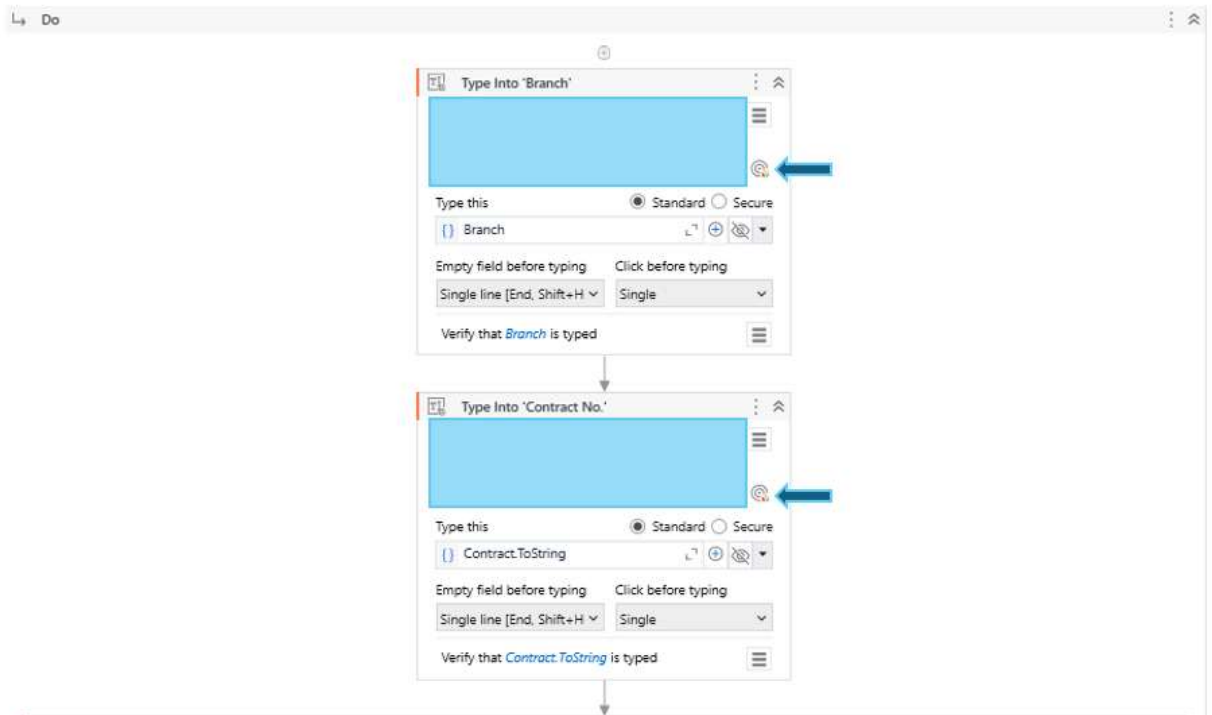 Do
Type Into 'Branch'
Type this Standard Secure
{} Branch
Empty field before typing Click before typing
Single line [End, Shift+H Single
Verify that Branch is typed
Type Into 'Contract No.'
Type this Standard Secure
{} Contract.ToString
Empty field before typing Click before typing
Single line [End, Shift+H Single
Verify that Contract.ToString is typed